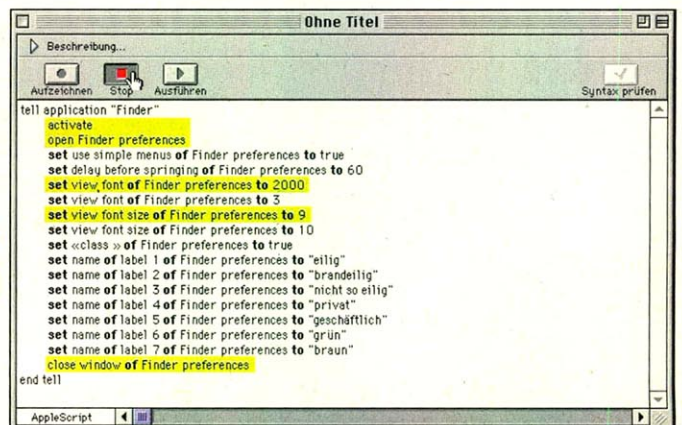 Ohne Titel
Beschreibung...
Aufzeichnen Stop Ausführen Syntax prüfen
tell application "Finder"
activate
open Finder preferences
set use simple menus of Finder preferences to true
set delay before springing of Finder preferences to 60
set view font of Finder preferences to 2000
set view font of Finder preferences to 3
set view font size of Finder preferences to 9
set view font size of Finder preferences to 10
set «class » of Finder preferences to true
set name of label 1 of Finder preferences to "eilig"
set name of label 2 of Finder preferences to "brandeilig"
set name of label 3 of Finder preferences to "nicht so eilig"
set name of label 4 of Finder preferences to "privat"
set name of label 5 of Finder preferences to "geschäftlich"
set name of label 6 of Finder preferences to "grün"
set name of label 7 of Finder preferences to "braun"
close window of Finder preferences
end tell
AppleScript